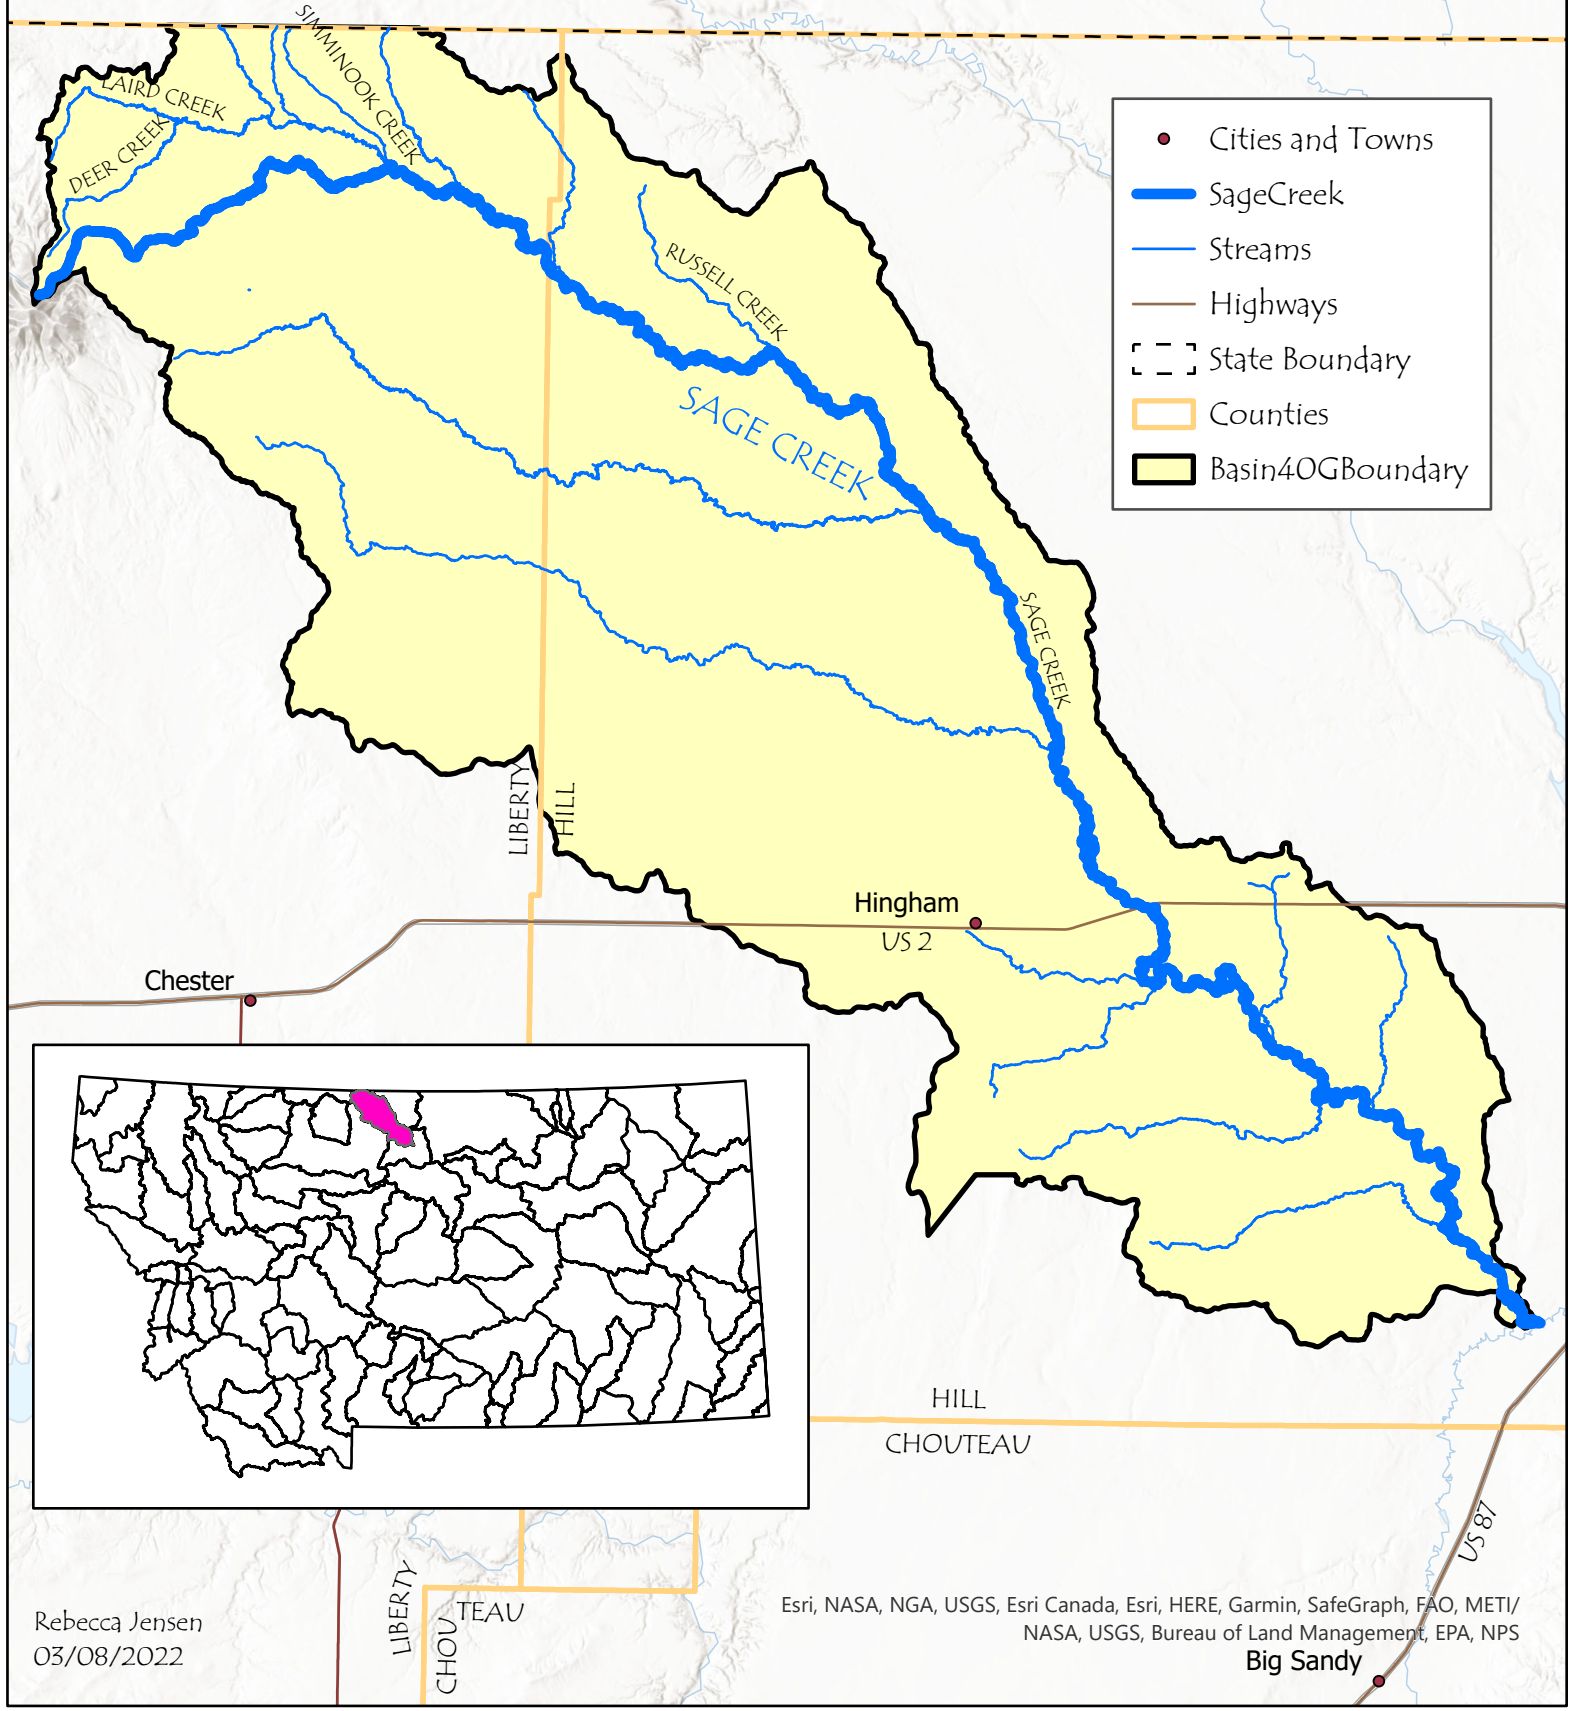 SIMMINOOK CREEK
LAIRD CREEK
DEER CREEK
RUSSELL CREEK
SAGE CREEK
SAGE CREEK
Cities and Towns
SageCreek
Streams
Highways
State Boundary
Counties
Basin40GBoundary
LIBERTY
HILL
Hingham
US 2
Chester
HILL
CHOUTEAU
US 87
LIBERTY
CHOU
TEAU
Rebecca Jensen
03/08/2022
Esri, NASA, NGA, USGS, Esri Canada, Esri, HERE, Garmin, SafeGraph, FAO, METI/
NASA, USGS, Bureau of Land Management, EPA, NPS
Big Sandy